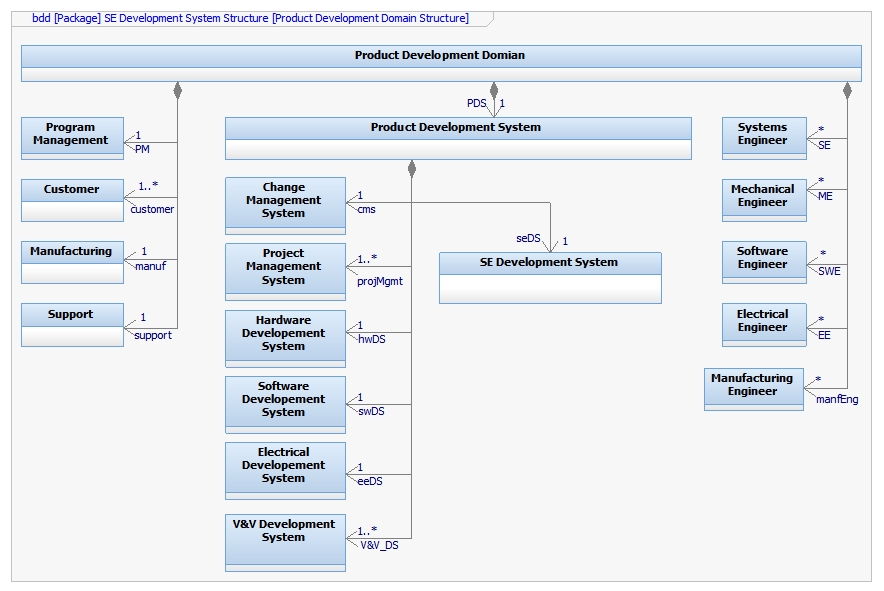 bdd [Package] SE Development System Structure [Product Development Domain Structure]
Product Development Domian
PDS
1
Program
Management
1
PM
Customer
1..*
customer
Manufacturing
1
manuf
Support
1
support
Product Development System
Change
Management
System
1
cms
Project
Management
System
1..*
projMgmt
Hardware
Developement
System
1
hwDS
Software
Developement
System
1
swDS
Electrical
Developement
System
1
eeDS
V&V Development
System
1..*
V&V_DS
seDS
1
SE Development System
Systems
Engineer
*
SE
Mechanical
Engineer
*
ME
Software
Engineer
*
SWE
Electrical
Engineer
*
EE
Manufacturing
Engineer
*
manfEng